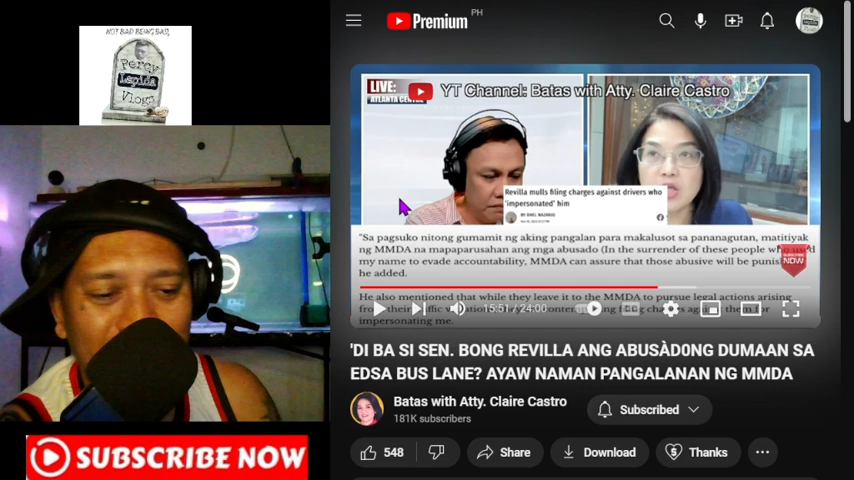 NOT BAD BEING BAD,
Percy
Lapida
Vlogs
SUBSCRIBE NOW
Premium
PH
LIVE:
ATLANTA
YT Channel: Batas with Atty. Claire Castro
Revilla mulls filing charges against drivers who
'impersonated' him
"Sa pagsuko nitong gumamit ng aking pangalan para makalusot sa pananagutan, matitiyak
ng MMDA na mapaparusahan ang mga abusado (In the surrender of these people who used
my name to evade accountability, MMDA can assure that those abusive will be
he added.
SUBSCRIBE
NOW
He also mentioned that while they leave it to the MMDA to pursue legal actions arising
impersonating me.
15:51 / 24:00
'DI BA SI SEN. BONG REVILLA ANG ABUSÀD0NG DUMAAN SA
EDSA BUS LANE? AYAW NAMAN PANGALANAN NG MMDA
Batas with Atty. Claire Castro
181K subscribers
Subscribed
548
Share
Download
Thanks